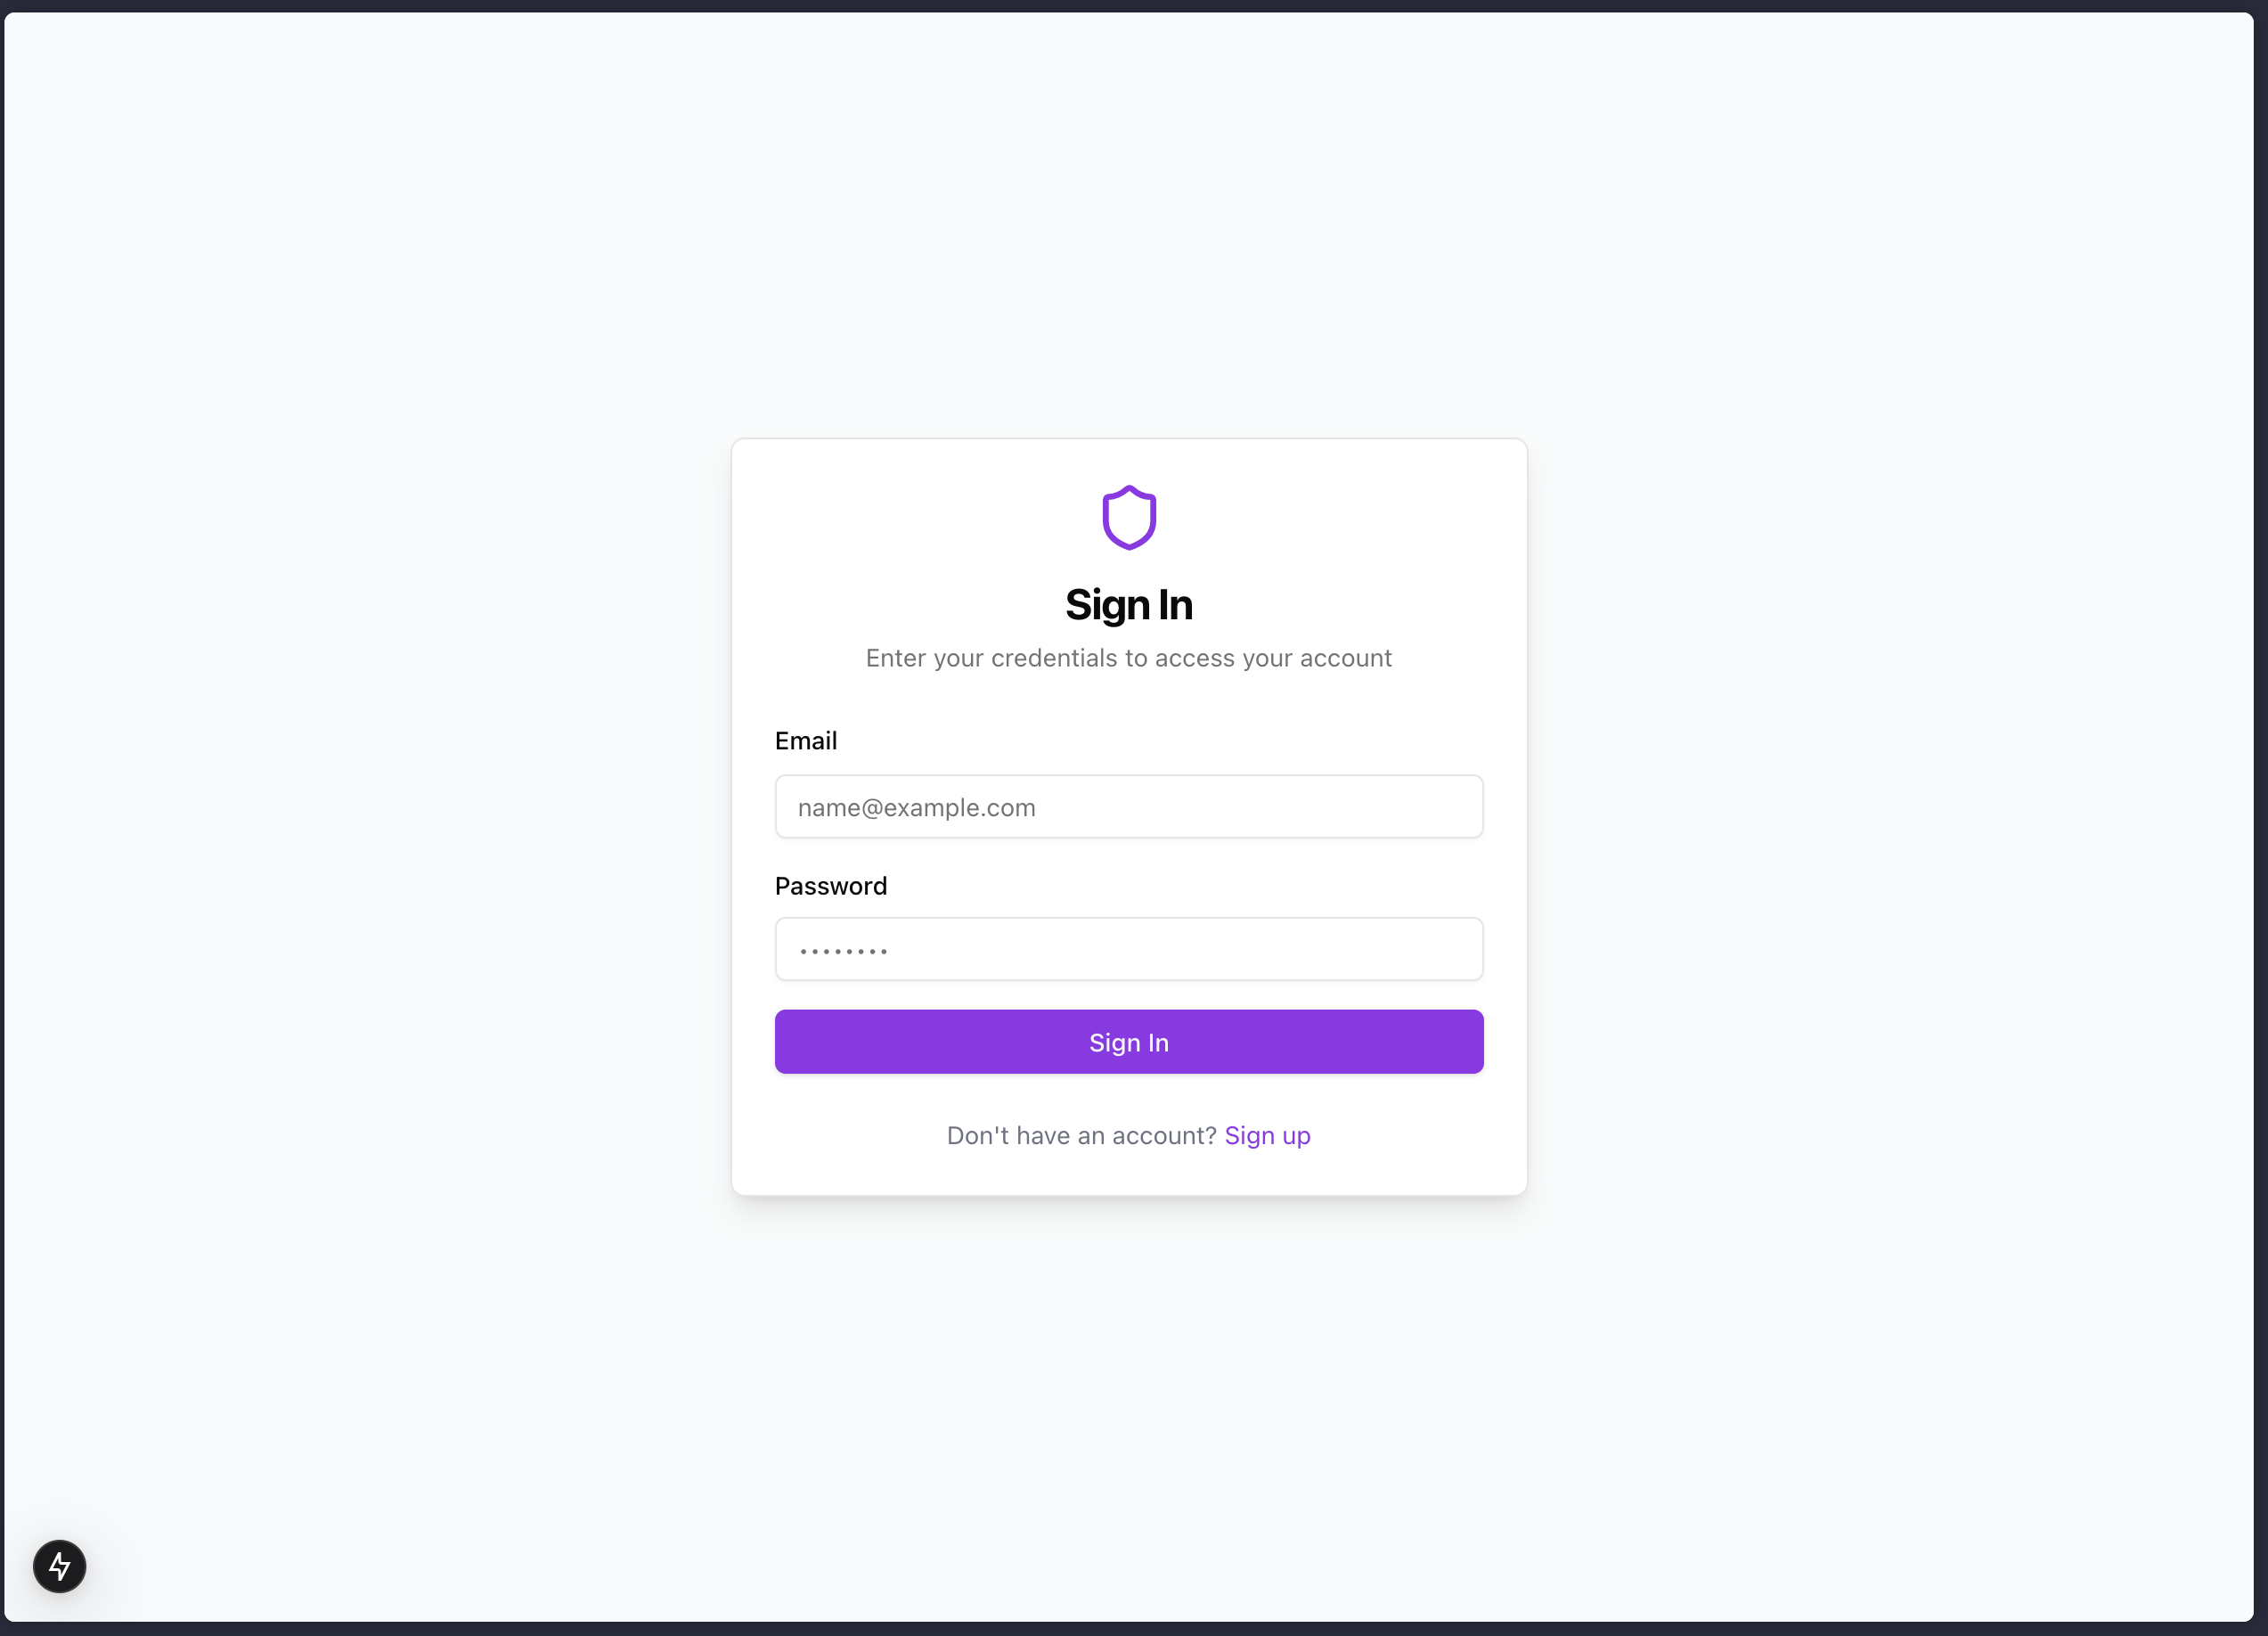 Sign In
Enter your credentials to access your account
Email
name@example.com
Password
••••••••
Sign In
Don't have an account? Sign up